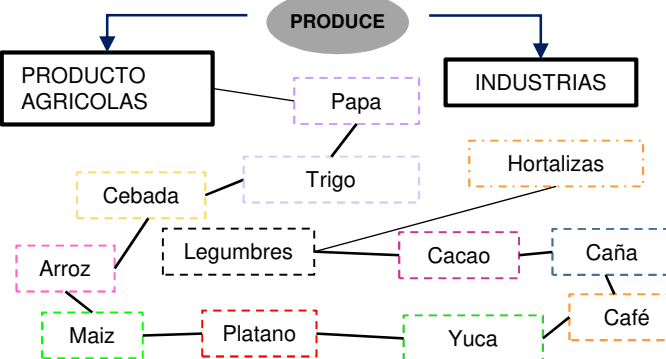 PRODUCE
PRODUCTO
AGRICOLAS
INDUSTRIAS
Papa
Hortalizas
Trigo
Cebada
Legumbres
Cacao
Caña
Arroz
Café
Maiz
Platano
Yuca